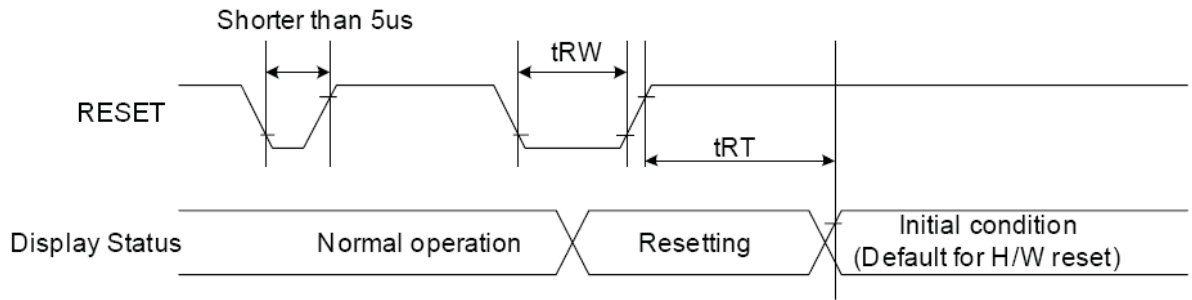 Shorter than 5us
tRW
RESET
tRT
Display Status
Normal operation
Resetting
Initial condition
(Default for H/W reset)